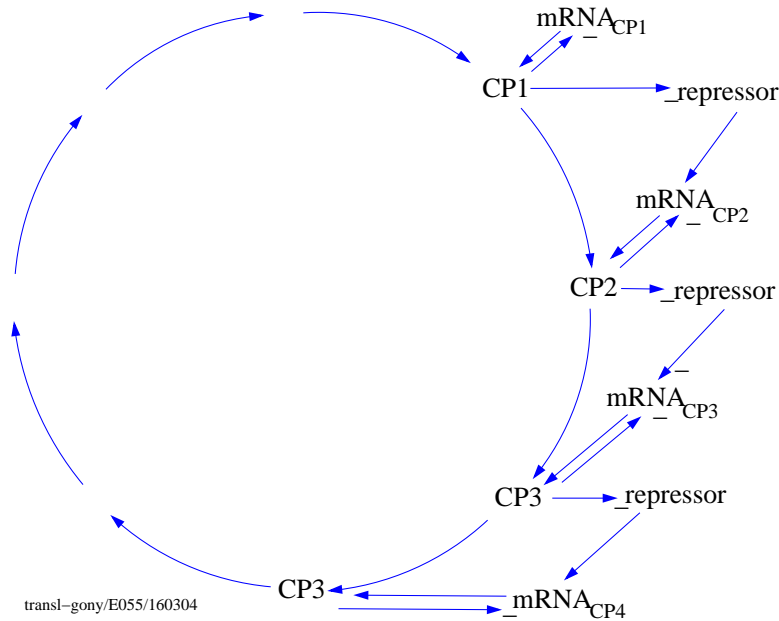 mRNA_CP1
CP1
_repressor
mRNA_CP2
CP2
_repressor
mRNA_CP3
CP3
_repressor
CP3
_mRNA_CP4
transl-gony/E055/160304